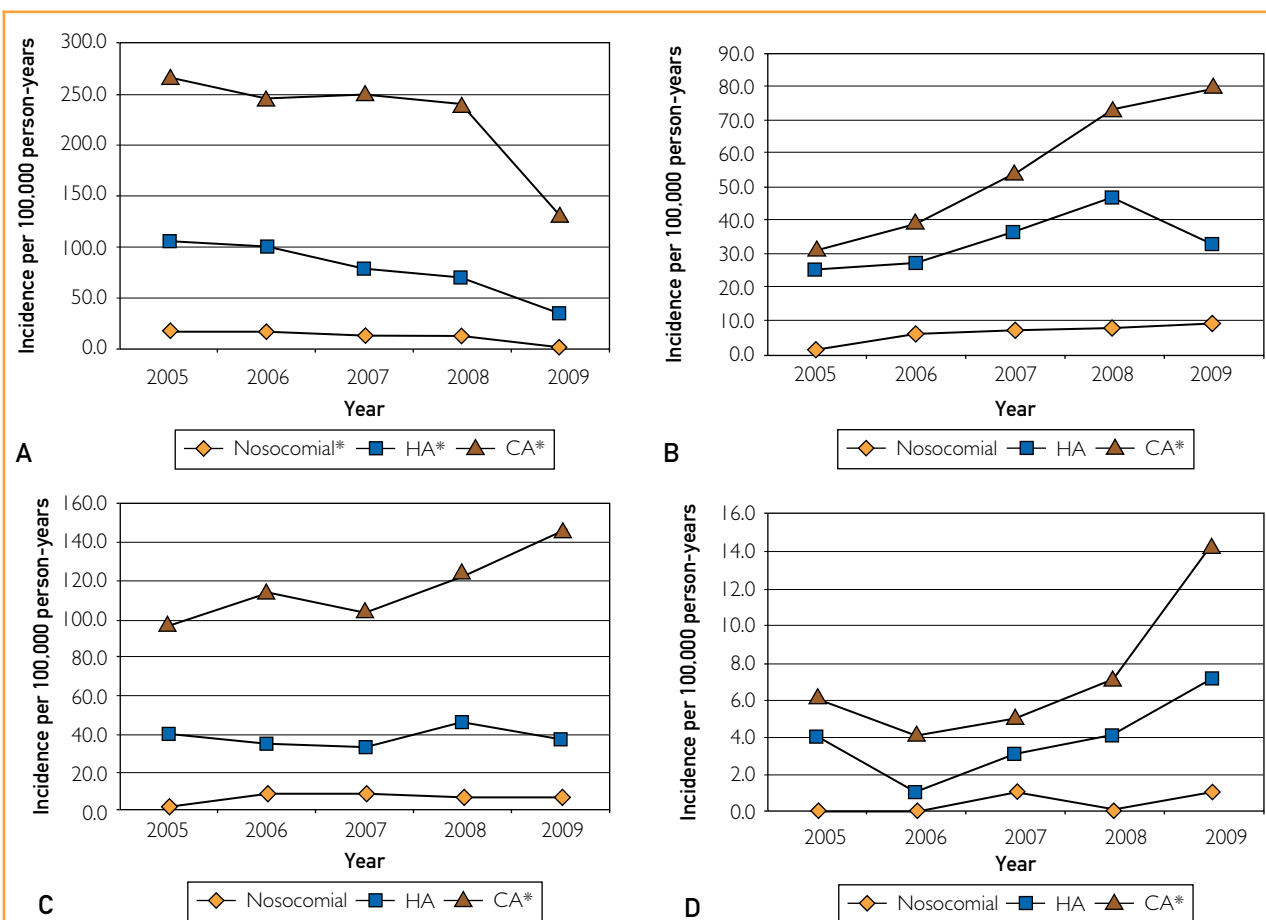 300.0
250.0
200.0
150.0
100.0
50.0
0.0
Incidence per 100,000 person-years
2005 2006 2007 2008 2009
Year
Nosocomial* HA* CA*
A
90.0
80.0
70.0
60.0
50.0
40.0
30.0
20.0
10.0
0.0
Incidence per 100,000 person-years
2005 2006 2007 2008 2009
Year
Nosocomial HA CA*
B
160.0
140.0
120.0
100.0
80.0
60.0
40.0
20.0
0.0
Incidence per 100,000 person-years
2005 2006 2007 2008 2009
Year
Nosocomial HA CA*
C
16.0
14.0
12.0
10.0
8.0
6.0
4.0
2.0
0.0
Incidence per 100,000 person-years
2005 2006 2007 2008 2009
Year
Nosocomial HA CA*
D